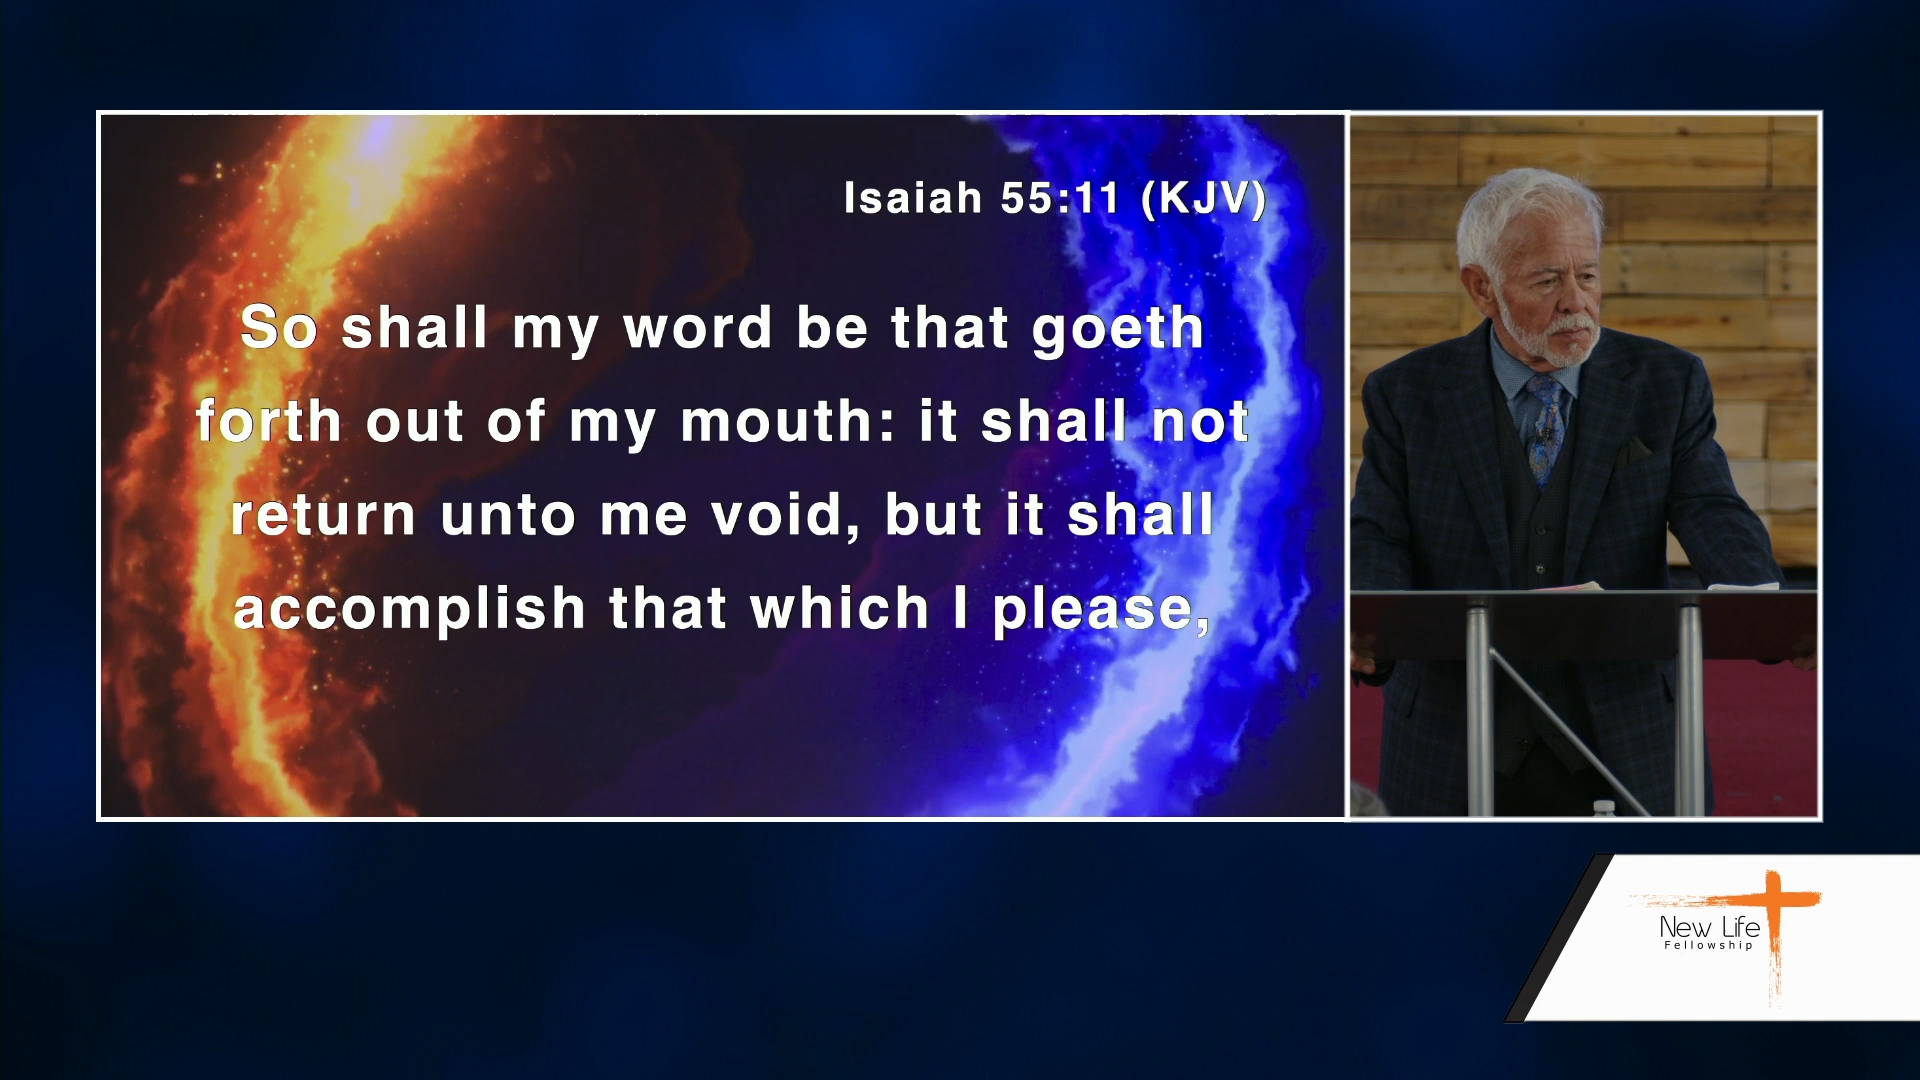 Isaiah 55:11 (KJV)
So shall my word be that goeth
forth out of my mouth: it shall not
return unto me void, but it shall
accomplish that which I please,
New Life
Fellowship